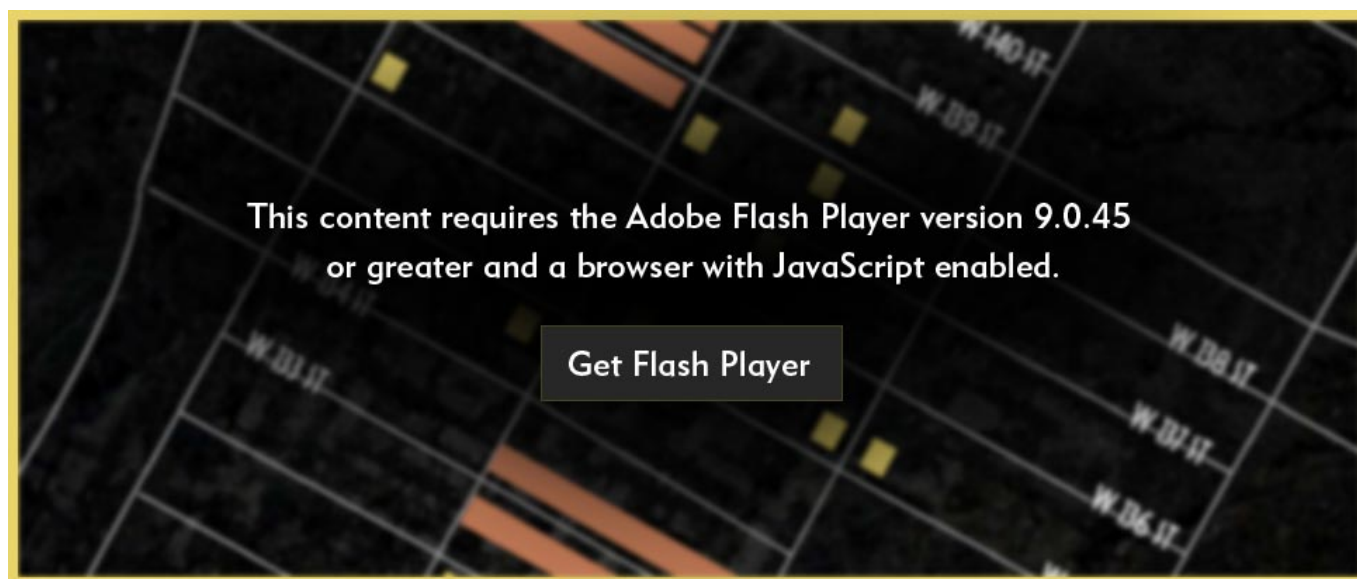 W·140·ST
W·139·ST
This content requires the Adobe Flash Player version 9.0.45
or greater and a browser with JavaScript enabled.
W·133·ST
W·138·ST
Get Flash Player
W·137·ST
W·136·ST